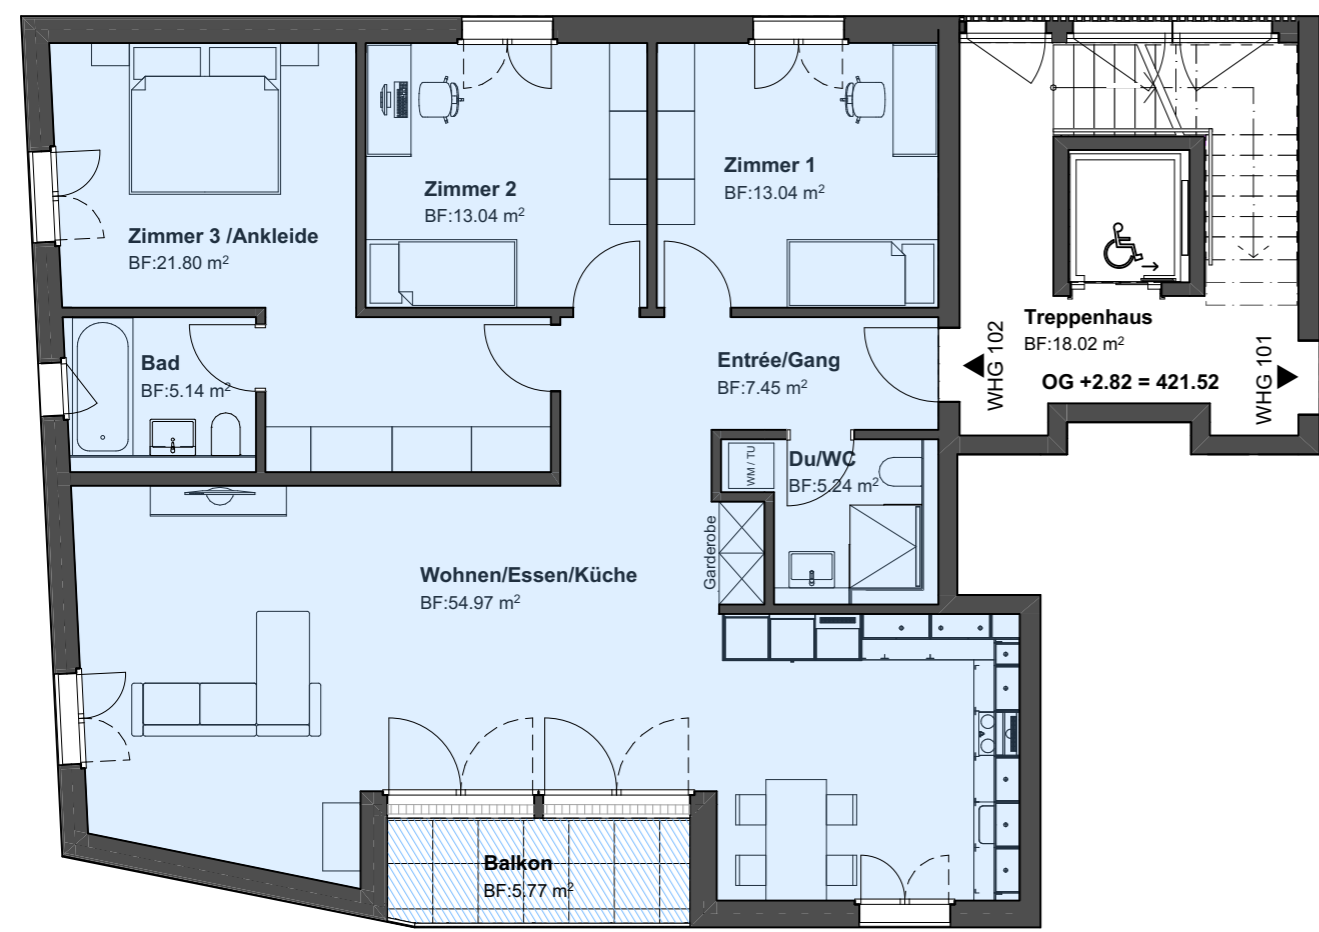 Zimmer 1
BF:13.04 m²
Zimmer 2
BF:13.04 m²
Zimmer 3 /Ankleide
BF:21.80 m²
Treppenhaus
BF:18.02 m²
OG +2.82 = 421.52
WHG 102
WHG 101
Bad
BF:5.14 m²
Entrée/Gang
BF:7.45 m²
WM / TU
Du/WC
BF:5.24 m²
Garderobe
Wohnen/Essen/Küche
BF:54.97 m²
Balkon
BF:5.77 m²